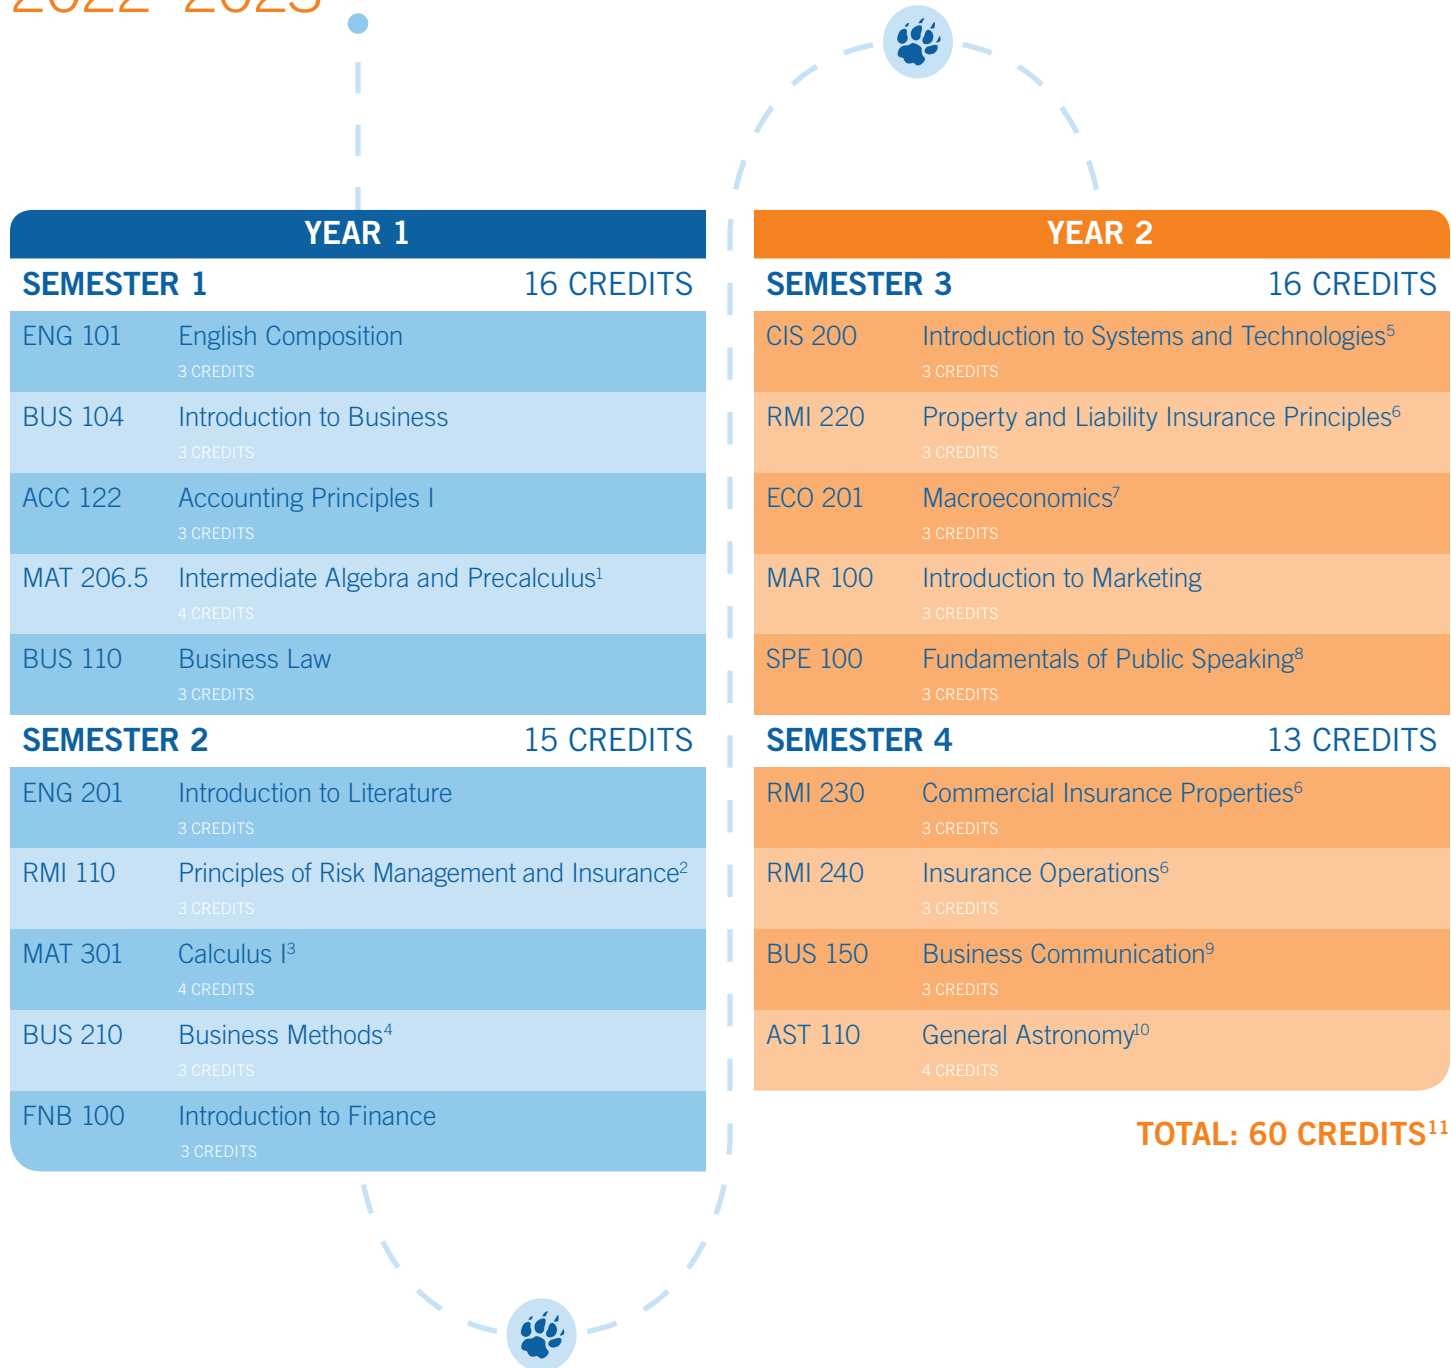 2022–2023
YEAR 1
SEMESTER 1 16 CREDITS
ENG 101 English Composition
3 CREDITS
BUS 104 Introduction to Business
3 CREDITS
ACC 122 Accounting Principles I
3 CREDITS
MAT 206.5 Intermediate Algebra and Precalculus¹
4 CREDITS
BUS 110 Business Law
3 CREDITS
SEMESTER 2 15 CREDITS
ENG 201 Introduction to Literature
3 CREDITS
RMI 110 Principles of Risk Management and Insurance²
3 CREDITS
MAT 301 Calculus I³
4 CREDITS
BUS 210 Business Methods⁴
3 CREDITS
FNB 100 Introduction to Finance
3 CREDITS
YEAR 2
SEMESTER 3 16 CREDITS
CIS 200 Introduction to Systems and Technologies⁵
3 CREDITS
RMI 220 Property and Liability Insurance Principles⁶
3 CREDITS
ECO 201 Macroeconomics⁷
3 CREDITS
MAR 100 Introduction to Marketing
3 CREDITS
SPE 100 Fundamentals of Public Speaking⁸
3 CREDITS
SEMESTER 4 13 CREDITS
RMI 230 Commercial Insurance Properties⁶
3 CREDITS
RMI 240 Insurance Operations⁶
3 CREDITS
BUS 150 Business Communication⁹
3 CREDITS
AST 110 General Astronomy¹⁰
4 CREDITS
TOTAL: 60 CREDITS¹¹